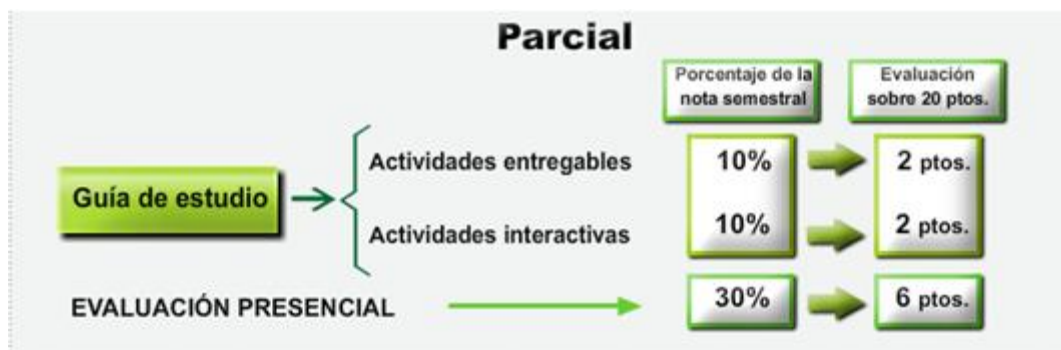 Parcial
Porcentaje de la
nota semestral
Evaluación
sobre 20 ptos.
Guía de estudio
Actividades entregables
10%
2 ptos.
Actividades interactivas
10%
2 ptos.
EVALUACIÓN PRESENCIAL
30%
6 ptos.